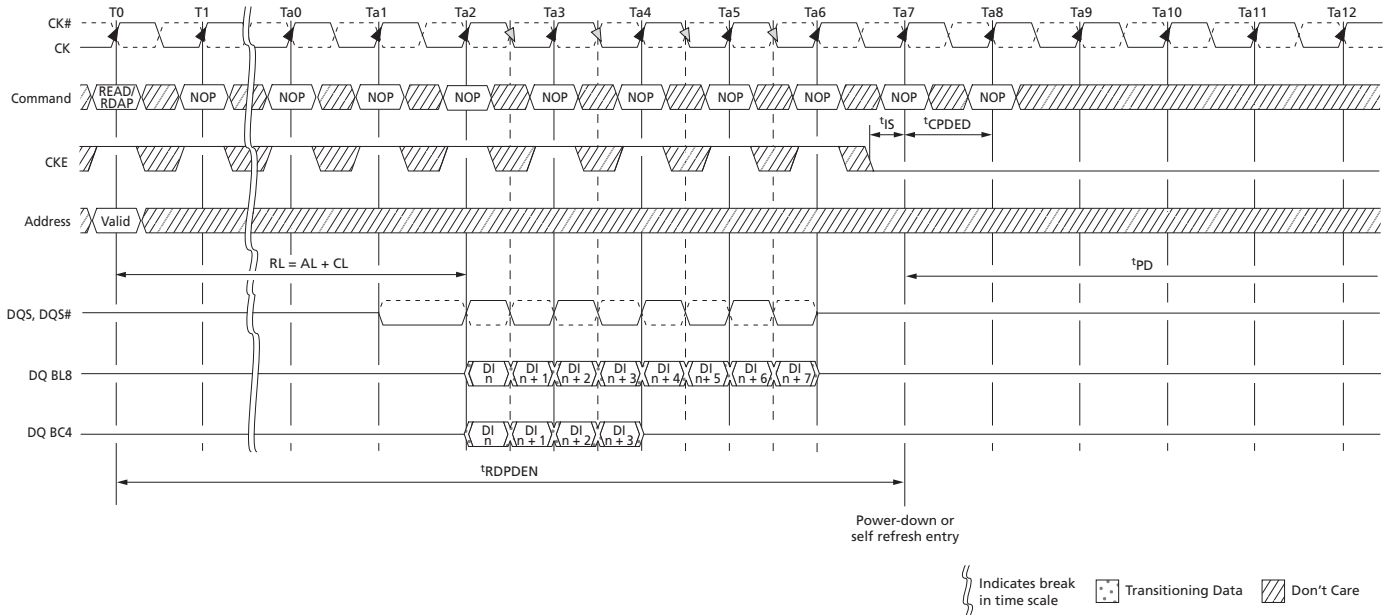 T0 T1 Ta0 Ta1 Ta2 Ta3 Ta4 Ta5 Ta6 Ta7 Ta8 Ta9 Ta10 Ta11 Ta12
CK#
CK
Command READ/ RDAP NOP NOP NOP NOP NOP NOP NOP NOP NOP NOP
tIS tCPDED
CKE
Address Valid
RL = AL + CL tPD
DQS, DQS#
DQ BL8 DI n DI n + 1 DI n + 2 DI n + 3 DI n + 4 DI n + 5 DI n + 6 DI n + 7
DQ BC4 DI n DI n + 1 DI n + 2 DI n + 3
tRDPDEN
Power-down or
self refresh entry
Indicates break
in time scale
Transitioning Data
Don't Care